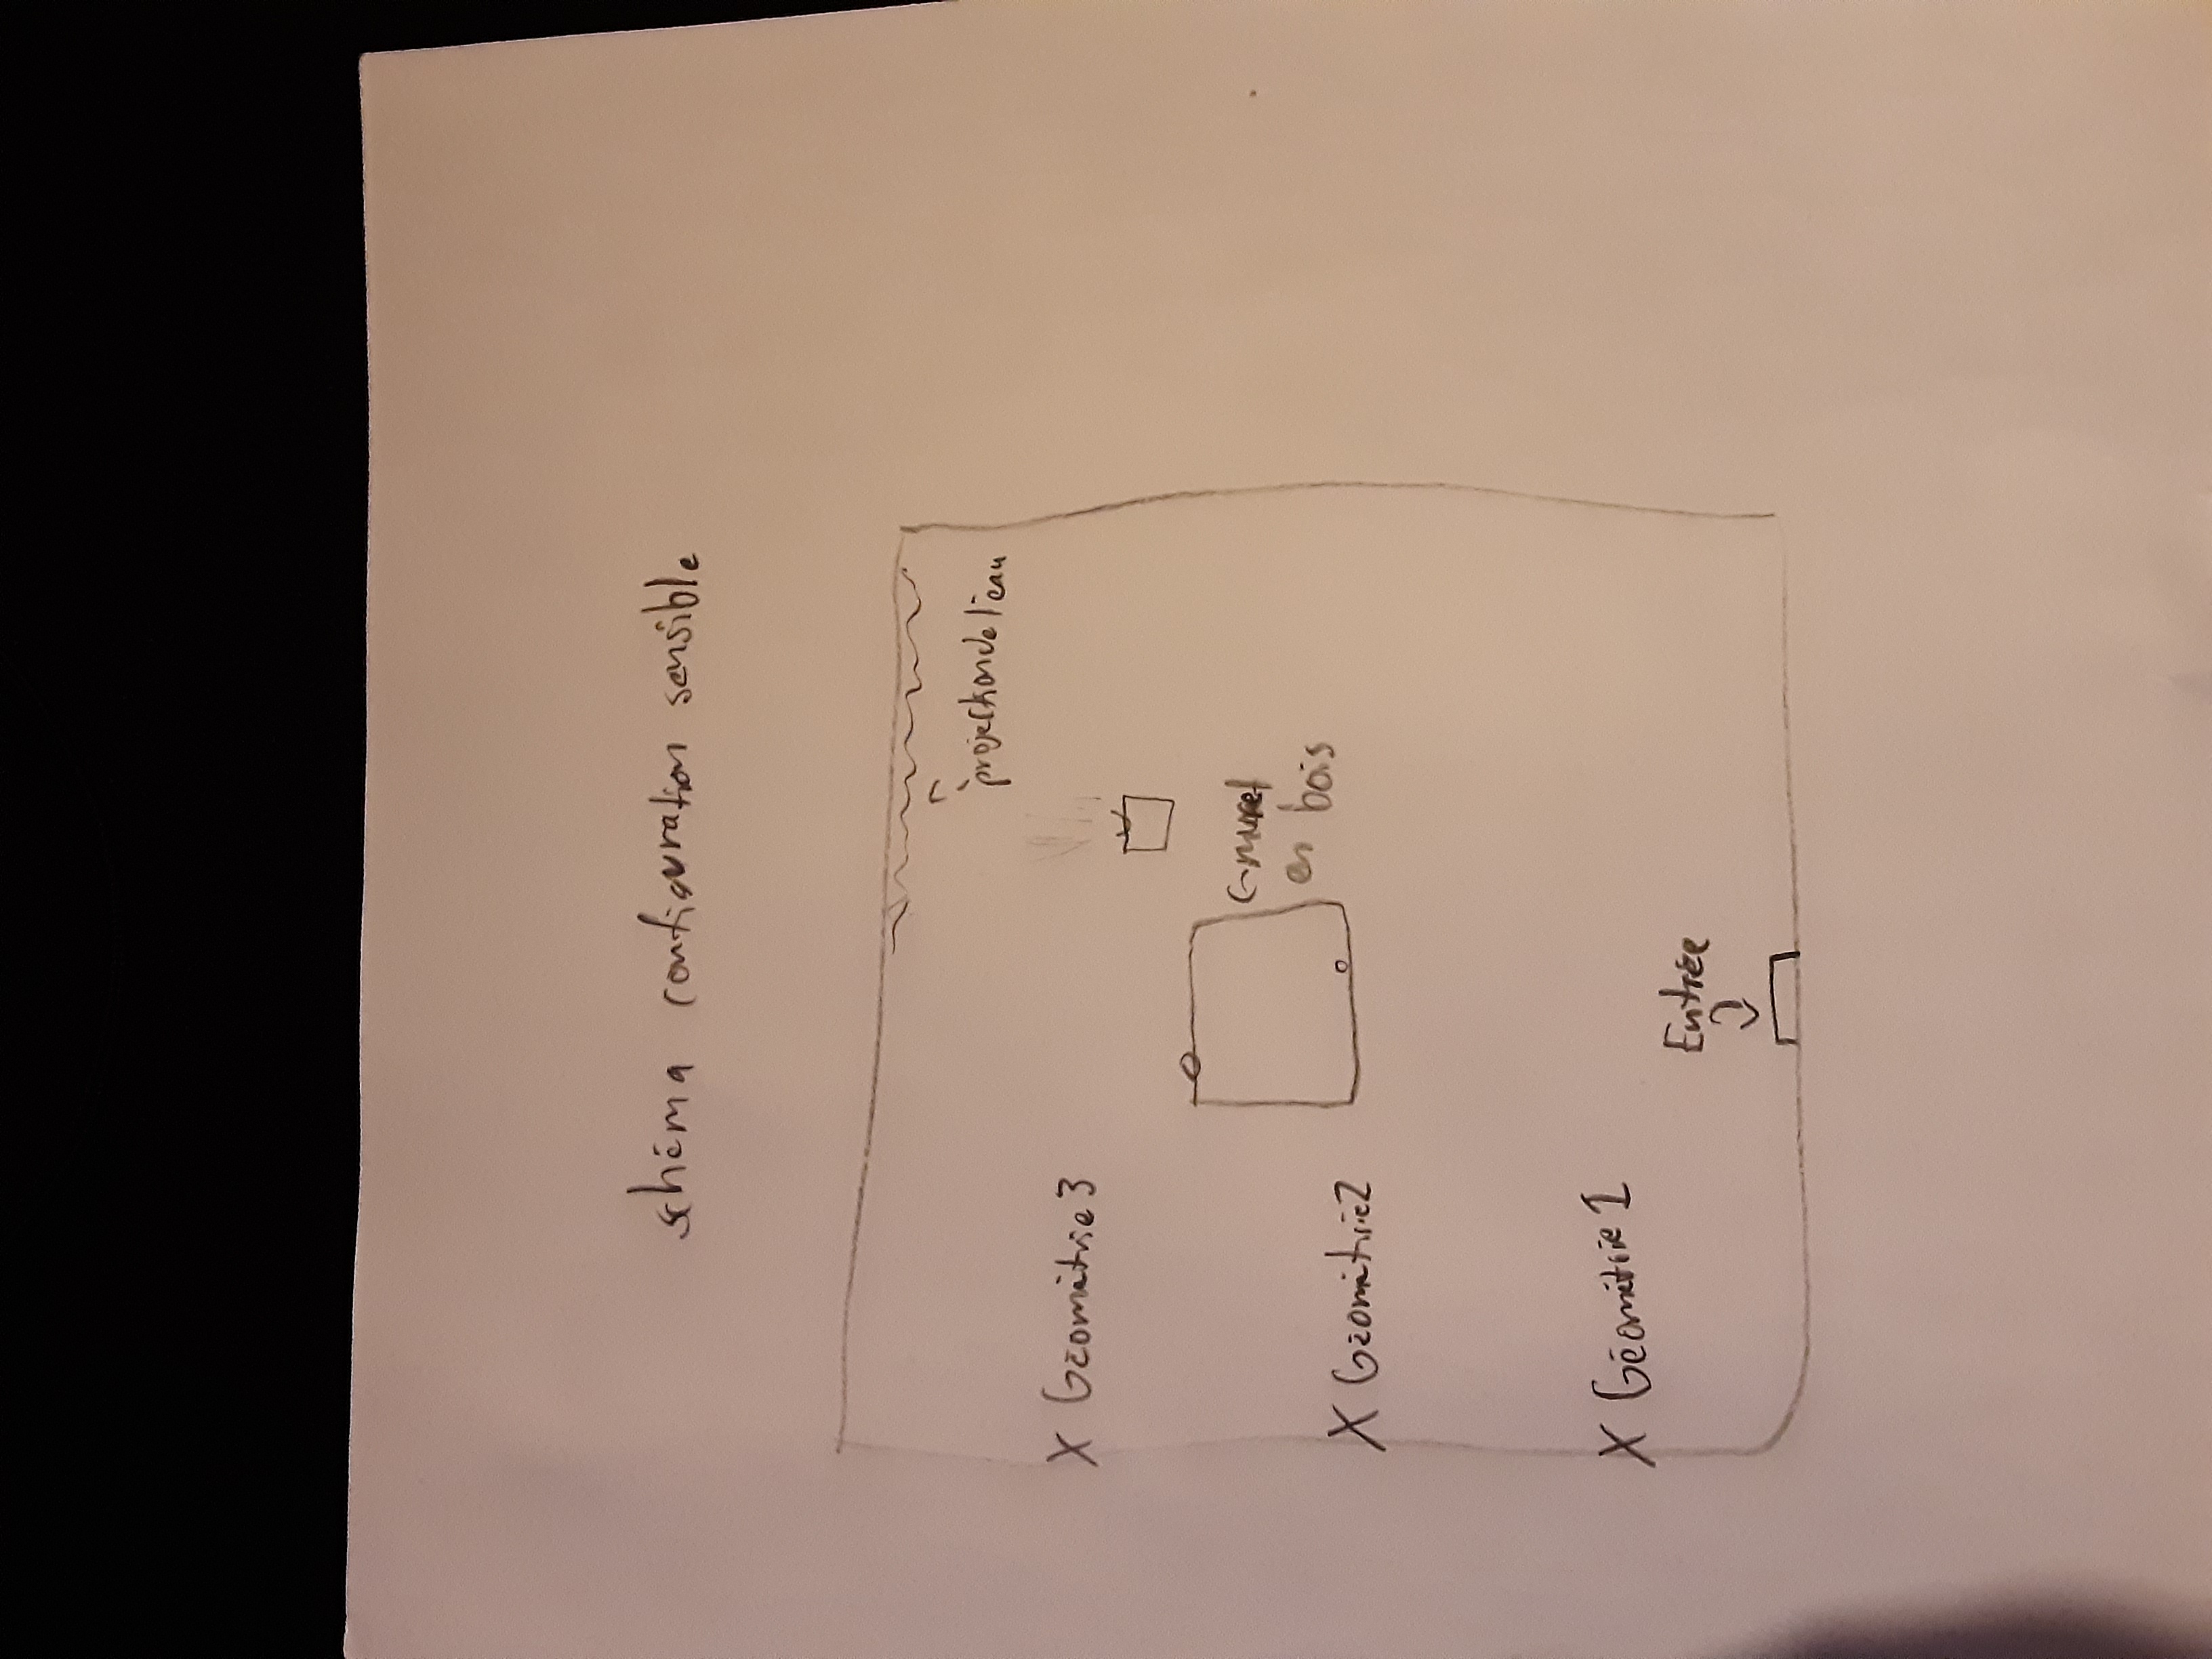 schéma configuration sensible
projection de l'eau
X Géométrie 3
muret
en bois
X Géométrie 2
X Géométrie 1
Entrée